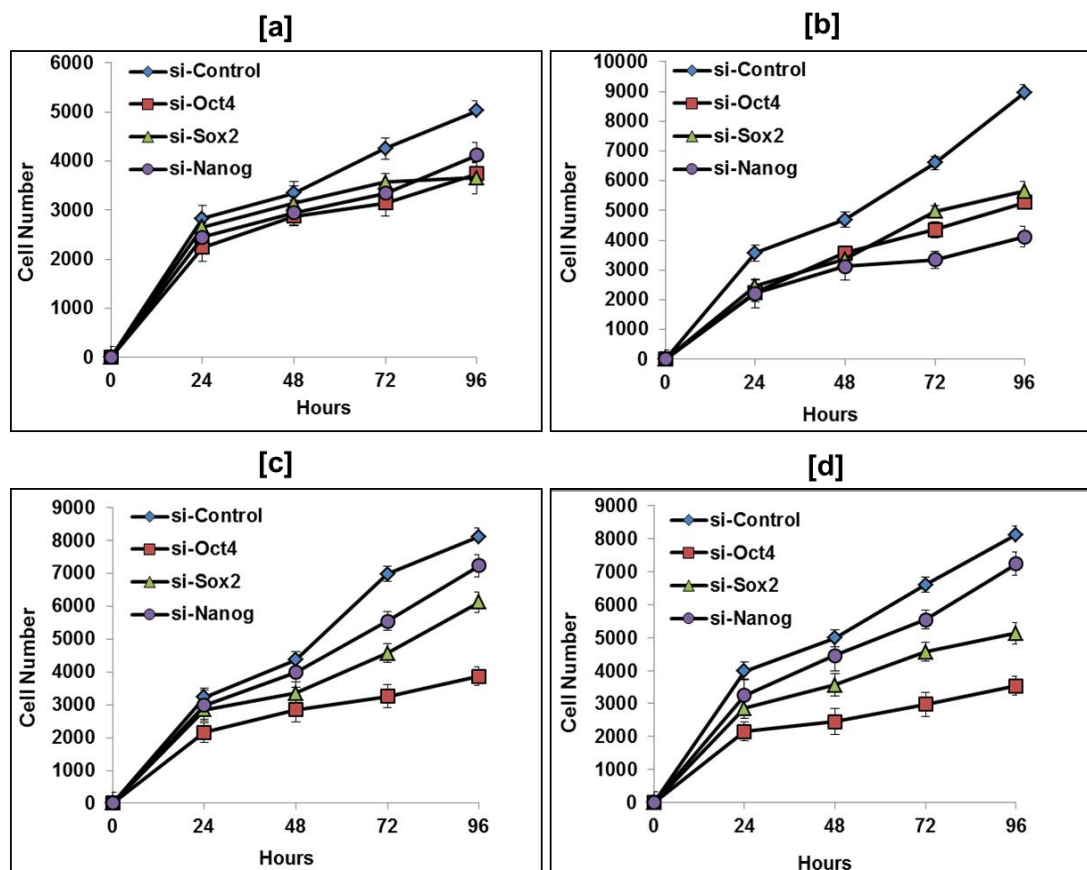 [a]
6000
5000
4000
3000
2000
1000
0
Cell Number
si-Control
si-Oct4
si-Sox2
si-Nanog
0 24 48 72 96
Hours
[b]
10000
9000
8000
7000
6000
5000
4000
3000
2000
1000
0
Cell Number
si-Control
si-Oct4
si-Sox2
si-Nanog
0 24 48 72 96
Hours
[c]
9000
8000
7000
6000
5000
4000
3000
2000
1000
0
Cell Number
si-Control
si-Oct4
si-Sox2
si-Nanog
0 24 48 72 96
Hours
[d]
9000
8000
7000
6000
5000
4000
3000
2000
1000
0
Cell Number
si-Control
si-Oct4
si-Sox2
si-Nanog
0 24 48 72 96
Hours